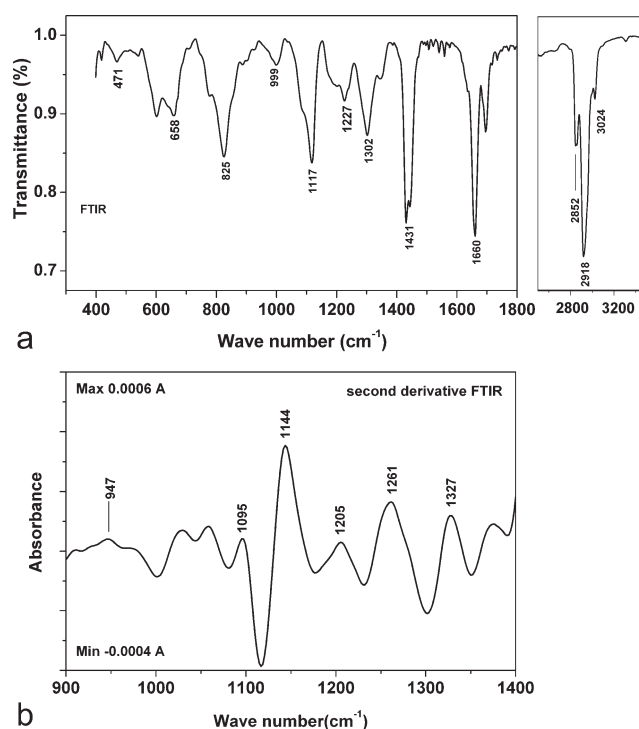 1.0
0.9
0.8
0.7
Transmittance (%)
471
658
825
999
1117
1227
1302
1431
1660
2852
2918
3024
FTIR
400 600 800 1000 1200 1400 1600 1800
2800 3200
Wave number (cm-1)
a
Max 0.0006 A
second derivative FTIR
947
1095
1144
1205
1261
1327
Absorbance
Min -0.0004 A
900 1000 1100 1200 1300 1400
Wave number(cm-1)
b